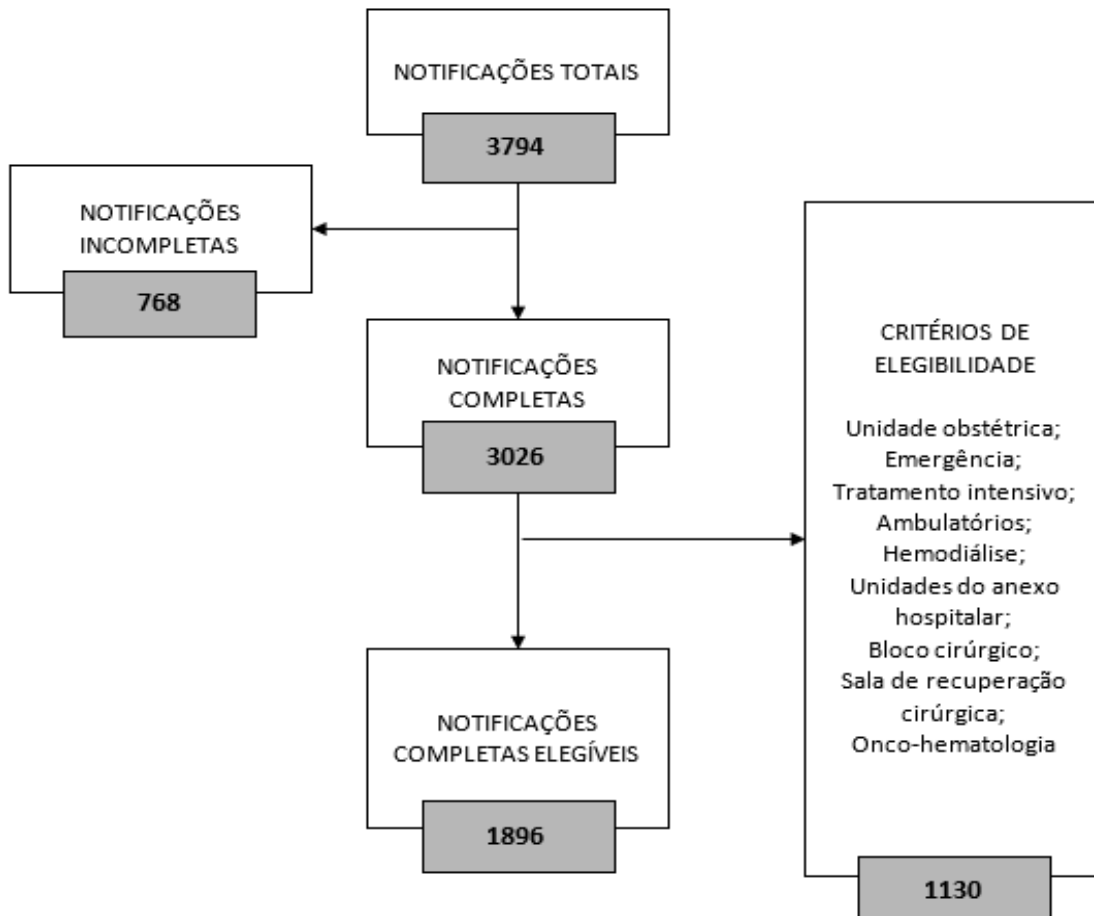 NOTIFICAÇÕES TOTAIS
3794
NOTIFICAÇÕES
INCOMPLETAS
768
NOTIFICAÇÕES
COMPLETAS
3026
CRITÉRIOS DE
ELEGIBILIDADE
Unidade obstétrica;
Emergência;
Tratamento intensivo;
Ambulatórios;
Hemodiálise;
Unidades do anexo
hospitalar;
Bloco cirúrgico;
Sala de recuperação
cirúrgica;
Onco-hematologia
1130
NOTIFICAÇÕES
COMPLETAS ELEGÍVEIS
1896